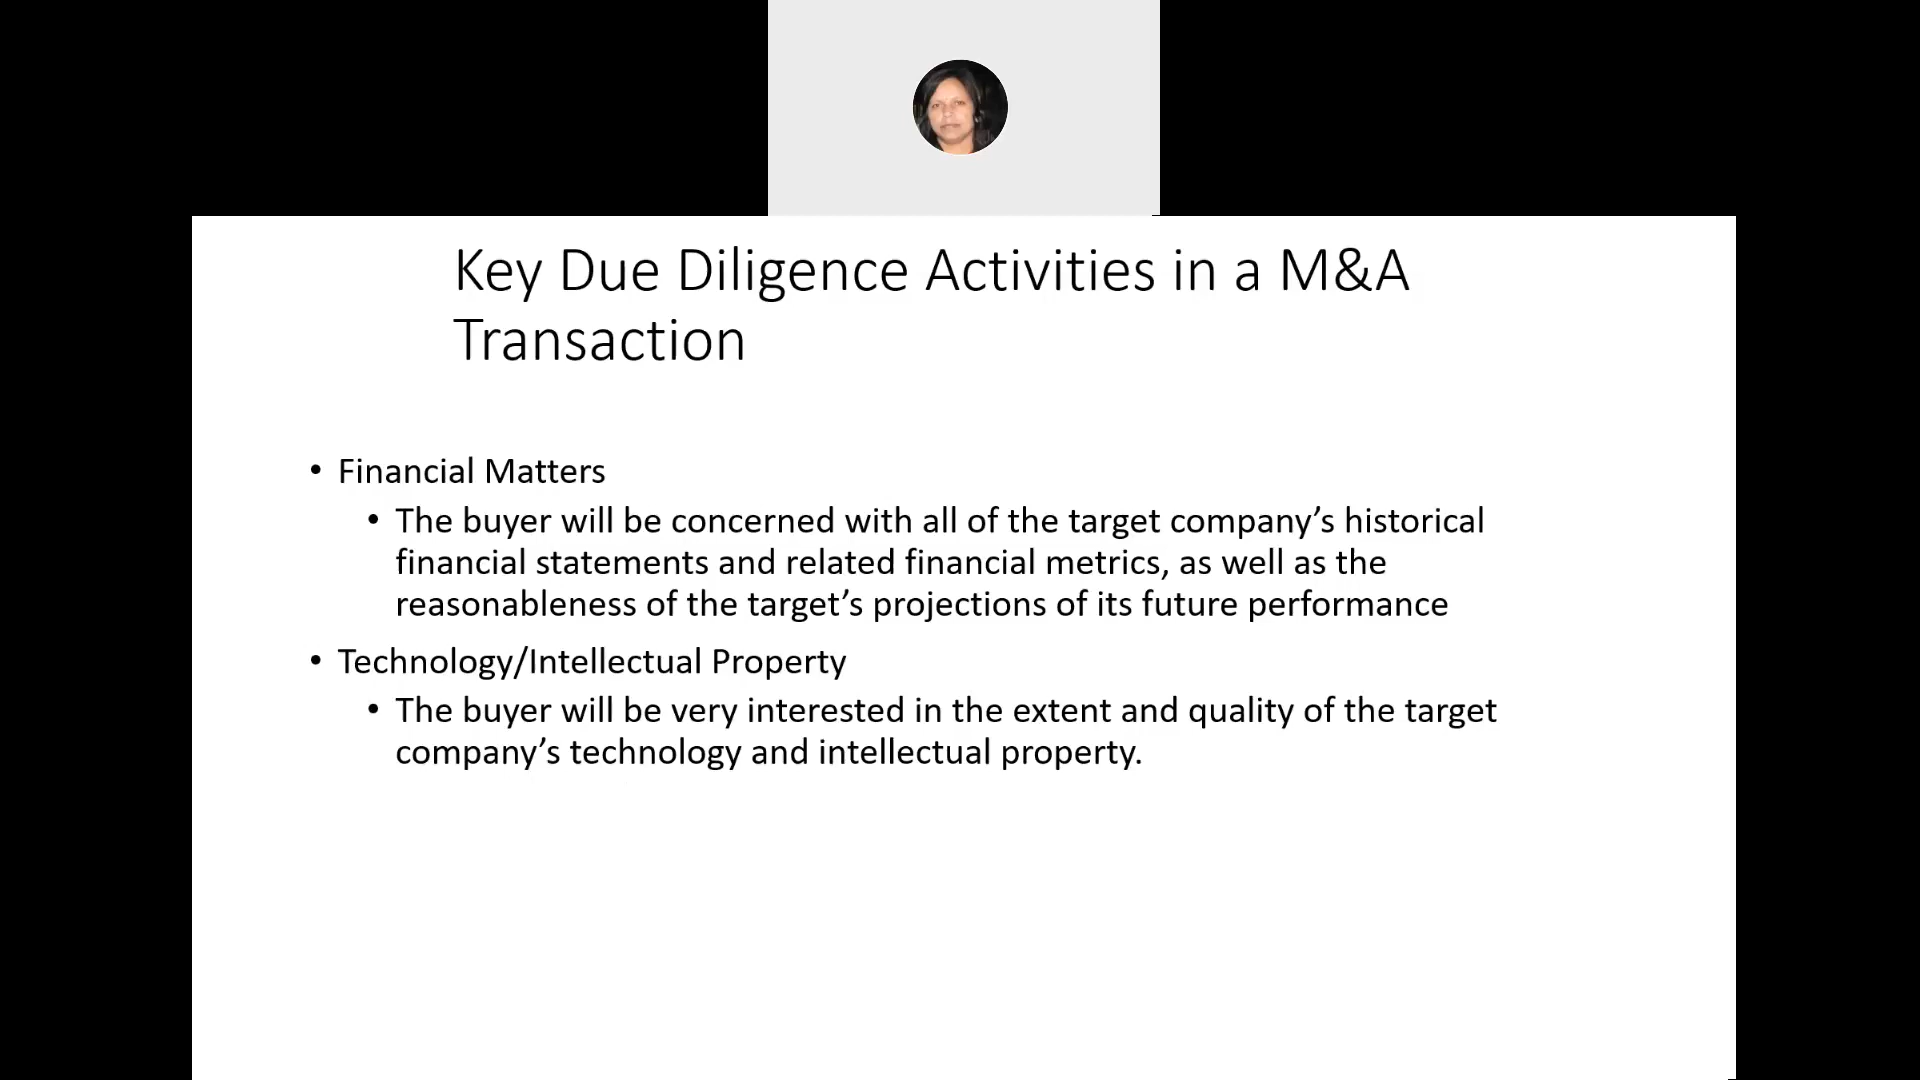 Key Due Diligence Activities in a M&A
Transaction
• Financial Matters
• The buyer will be concerned with all of the target company’s historical
financial statements and related financial metrics, as well as the
reasonableness of the target’s projections of its future performance
• Technology/Intellectual Property
• The buyer will be very interested in the extent and quality of the target
company’s technology and intellectual property.